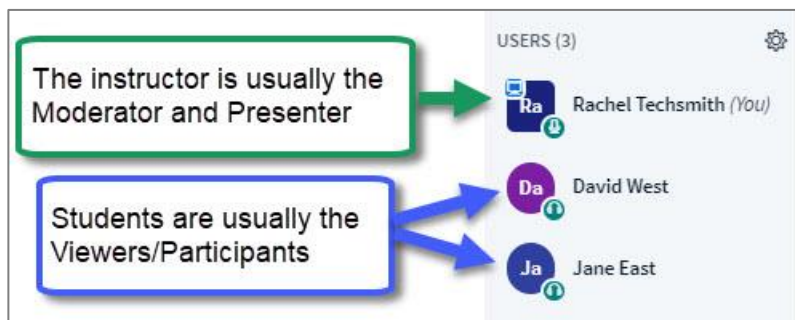 The instructor is usually the
Moderator and Presenter
Students are usually the
Viewers/Participants
USERS (3)
Ra
Rachel Techsmith (You)
Da
David West
Ja
Jane East